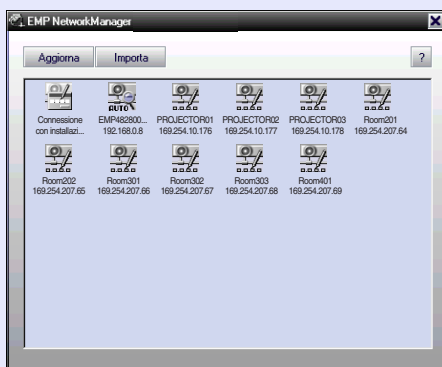 EMP NetworkManager
Aggiorna Importa ?
Connessione con installazi...
EMP482800... 192.168.0.8
AUTO
PROJECTOR01 169.254.10.176
PROJECTOR02 169.254.10.177
PROJECTOR03 169.254.10.178
Room201 169.254.207.64
Room202 169.254.207.65
Room301 169.254.207.66
Room302 169.254.207.67
Room303 169.254.207.68
Room401 169.254.207.69